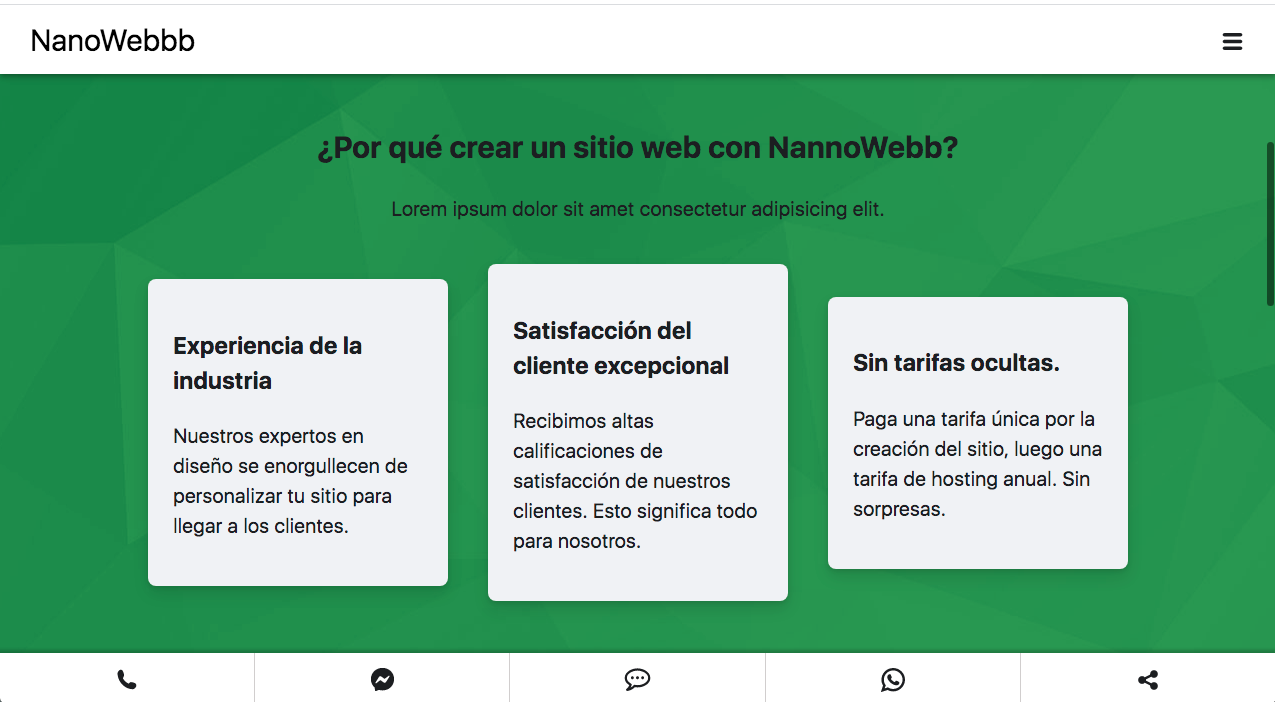 NanoWebbb
¿Por qué crear un sitio web con NannoWebb?
Lorem ipsum dolor sit amet consectetur adipisicing elit.
Experiencia de la
industria
Nuestros expertos en
diseño se enorgullecen de
personalizar tu sitio para
llegar a los clientes.
Satisfacción del
cliente excepcional
Recibimos altas
calificaciones de
satisfacción de nuestros
clientes. Esto significa todo
para nosotros.
Sin tarifas ocultas.
Paga una tarifa única por la
creación del sitio, luego una
tarifa de hosting anual. Sin
sorpresas.